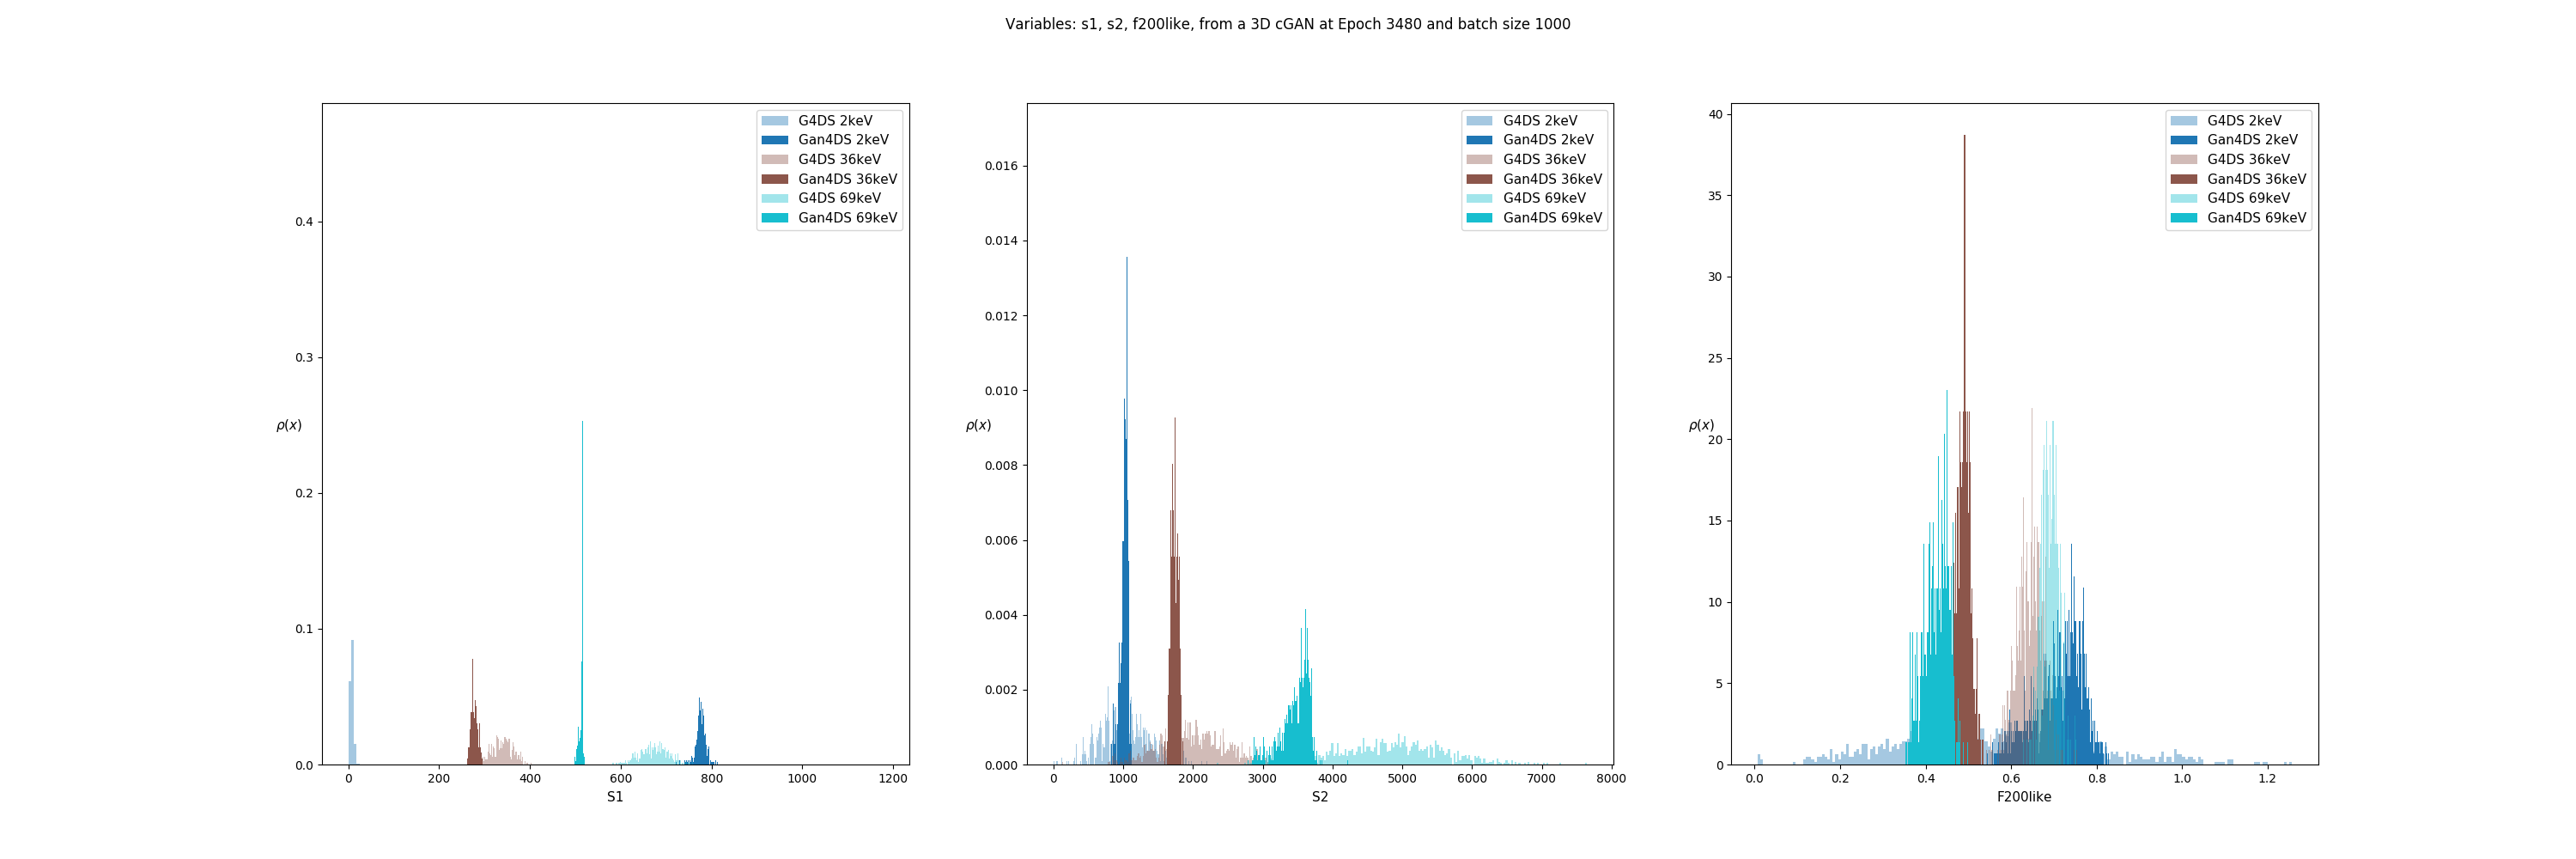 Variables: s1, s2, f200like, from a 3D cGAN at Epoch 3480 and batch size 1000
G4DS 2keV
Gan4DS 2keV
G4DS 36keV
Gan4DS 36keV
G4DS 69keV
Gan4DS 69keV
0.4
0.3
ρ(x)
0.2
0.1
0.0
0 200 400 600 800 1000 1200
S1
G4DS 2keV
Gan4DS 2keV
G4DS 36keV
Gan4DS 36keV
G4DS 69keV
Gan4DS 69keV
0.016
0.014
0.012
0.010
ρ(x)
0.008
0.006
0.004
0.002
0.000
0 1000 2000 3000 4000 5000 6000 7000 8000
S2
G4DS 2keV
Gan4DS 2keV
G4DS 36keV
Gan4DS 36keV
G4DS 69keV
Gan4DS 69keV
40
35
30
25
ρ(x)
20
15
10
5
0
0.0 0.2 0.4 0.6 0.8 1.0 1.2
F200like